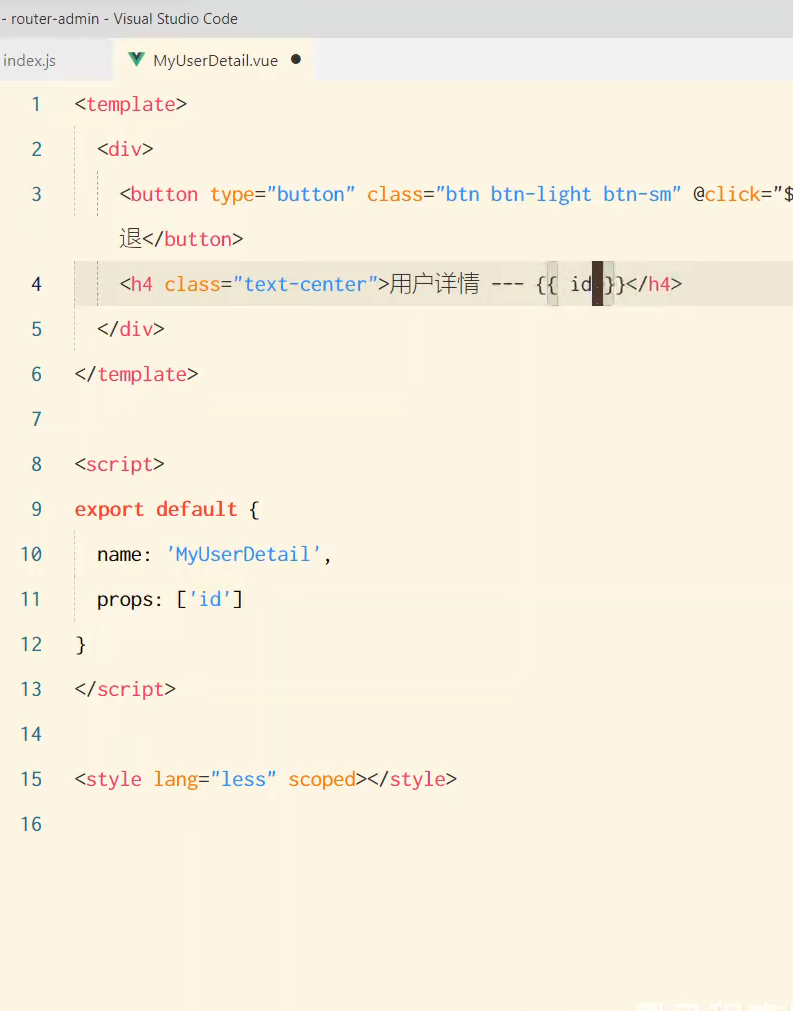 - router-admin - Visual Studio Code
index.js MyUserDetail.vue
1 <template>
2 <div>
3 <button type="button" class="btn btn-light btn-sm" @click="$
退</button>
4 <h4 class="text-center">用户详情 --- {{ id }}</h4>
5 </div>
6 </template>
7
8 <script>
9 export default {
10 name: 'MyUserDetail',
11 props: ['id']
12 }
13 </script>
14
15 <style lang="less" scoped></style>
16